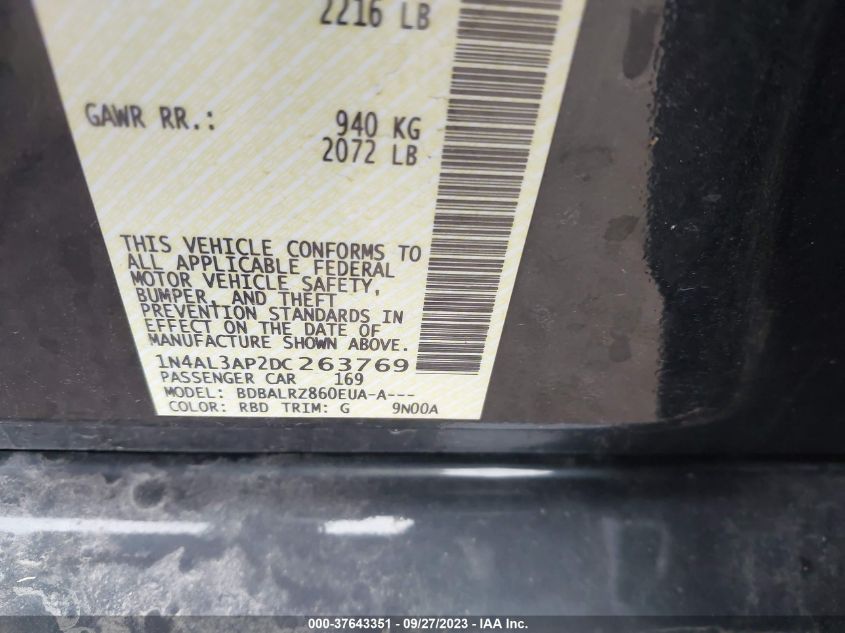 2216 LB
GAWR RR.: 940 KG
2072 LB
THIS VEHICLE CONFORMS TO
ALL APPLICABLE FEDERAL
MOTOR VEHICLE SAFETY,
BUMPER, AND THEFT
PREVENTION STANDARDS IN
EFFECT ON THE DATE OF
MANUFACTURE SHOWN ABOVE.
1N4AL3AP2DC263769
PASSENGER CAR 169
MODEL: BDBALRZ860EUA-A---
COLOR: RBD TRIM: G 9N00A
000-37643351 / 09/27/2023 - IAA Inc.